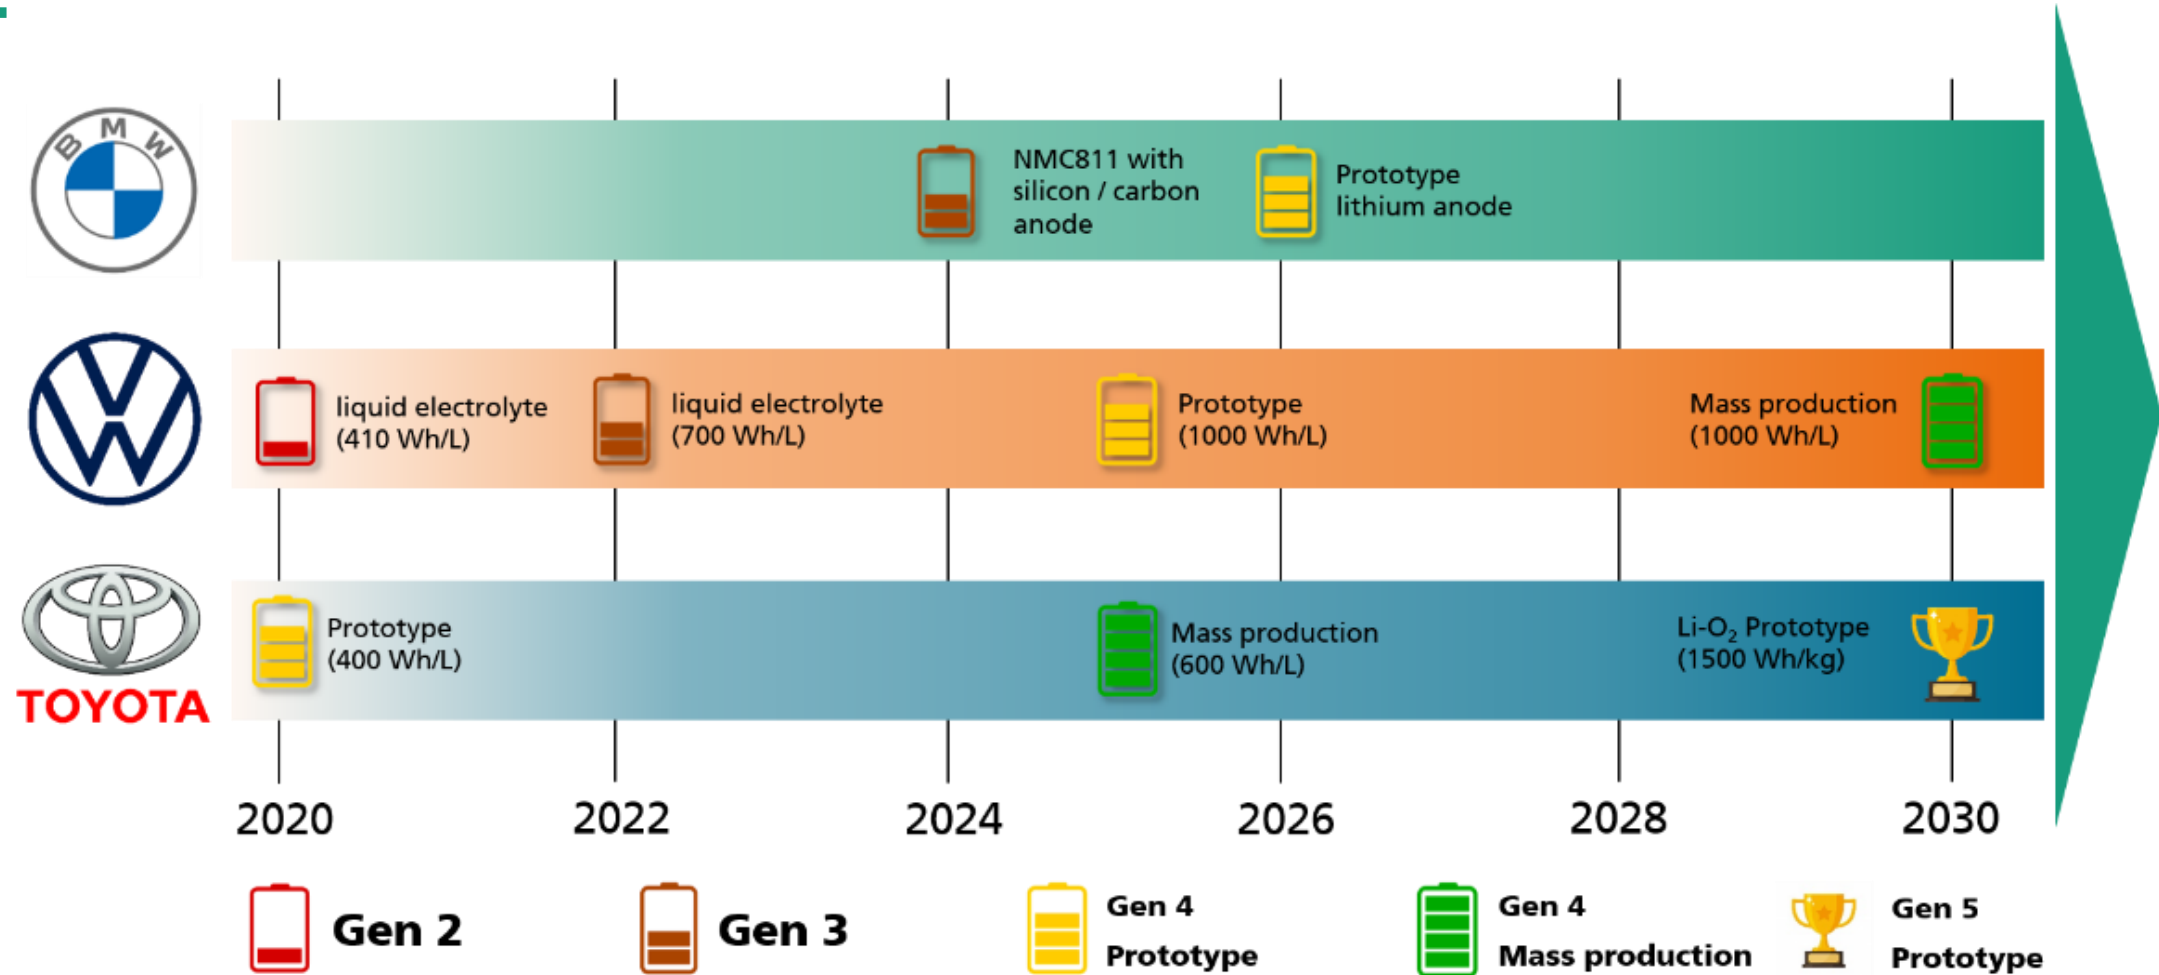 BMW
NMC811 with
silicon / carbon
anode
Prototype
lithium anode
liquid electrolyte
(410 Wh/L)
liquid electrolyte
(700 Wh/L)
Prototype
(1000 Wh/L)
Mass production
(1000 Wh/L)
TOYOTA
Prototype
(400 Wh/L)
Mass production
(600 Wh/L)
Li-O₂ Prototype
(1500 Wh/kg)
2020
2022
2024
2026
2028
2030
Gen 2
Gen 3
Gen 4
Prototype
Gen 4
Mass production
Gen 5
Prototype